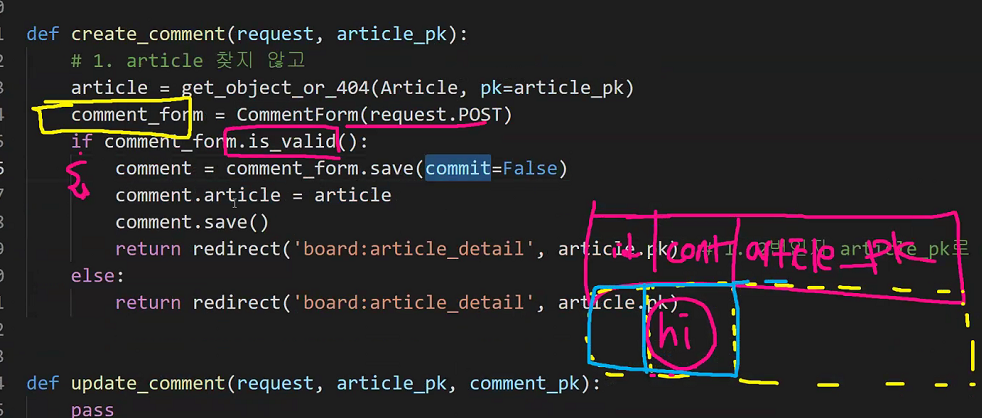 def create_comment(request, article_pk):
# 1. article 찾지 않고
article = get_object_or_404(Article, pk=article_pk)
comment_form = CommentForm(request.POST)
if comment_form.is_valid():
comment = comment_form.save(commit=False)
comment.article = article
comment.save()
return redirect('board:article_detail', article.pk) # 1. article_pk로
else:
return redirect('board:article_detail', article.pk)
cont article_pk
hi
def update_comment(request, article_pk, comment_pk):
pass